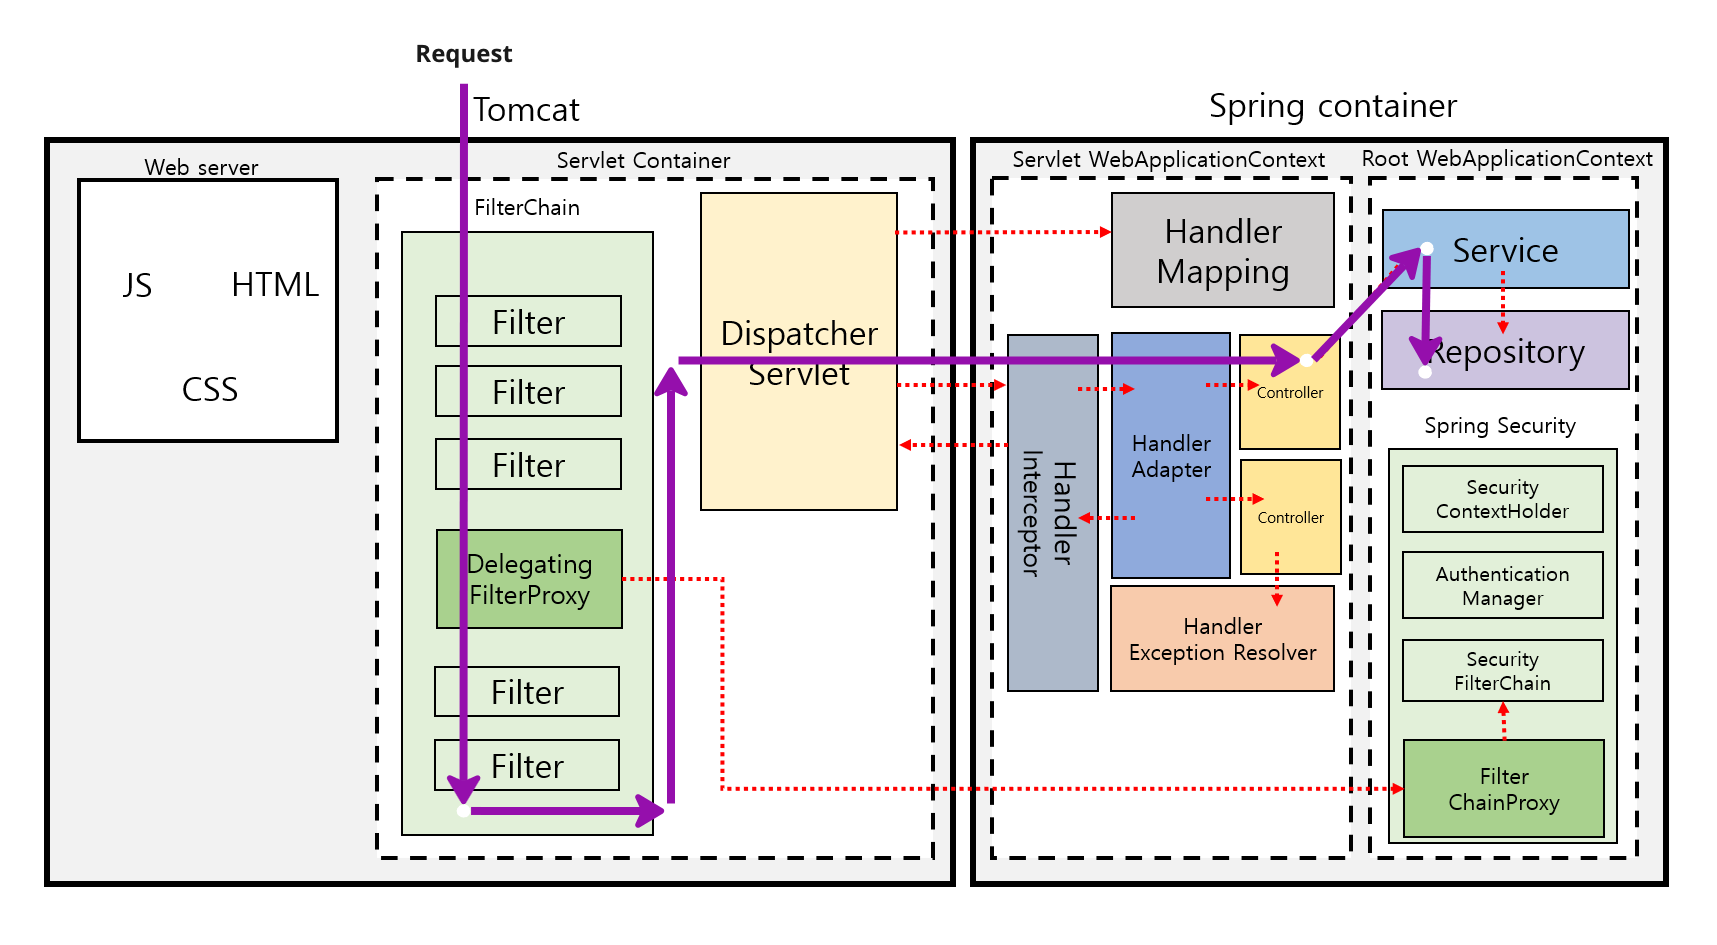 Request
Tomcat
Spring container
Web server
Servlet Container
JS
HTML
CSS
FilterChain
Filter
Filter
Filter
Delegating
FilterProxy
Filter
Filter
Dispatcher
Servlet
Servlet WebApplicationContext
Handler
Mapping
Handler
Interceptor
Handler
Adapter
Controller
Controller
Handler
Exception Resolver
Root WebApplicationContext
Service
Repository
Spring Security
Security
ContextHolder
Authentication
Manager
Security
FilterChain
Filter
ChainProxy